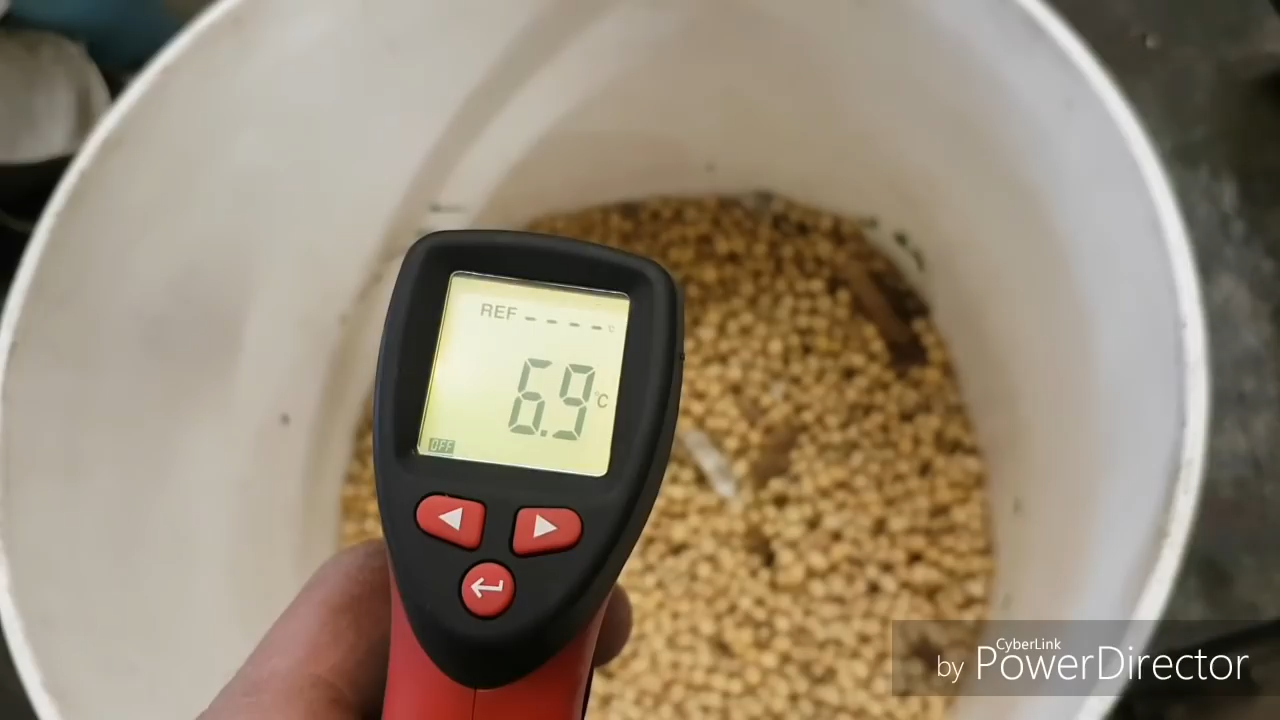 REF ---- °C
6.9 °C
OFF
CyberLink
by PowerDirector